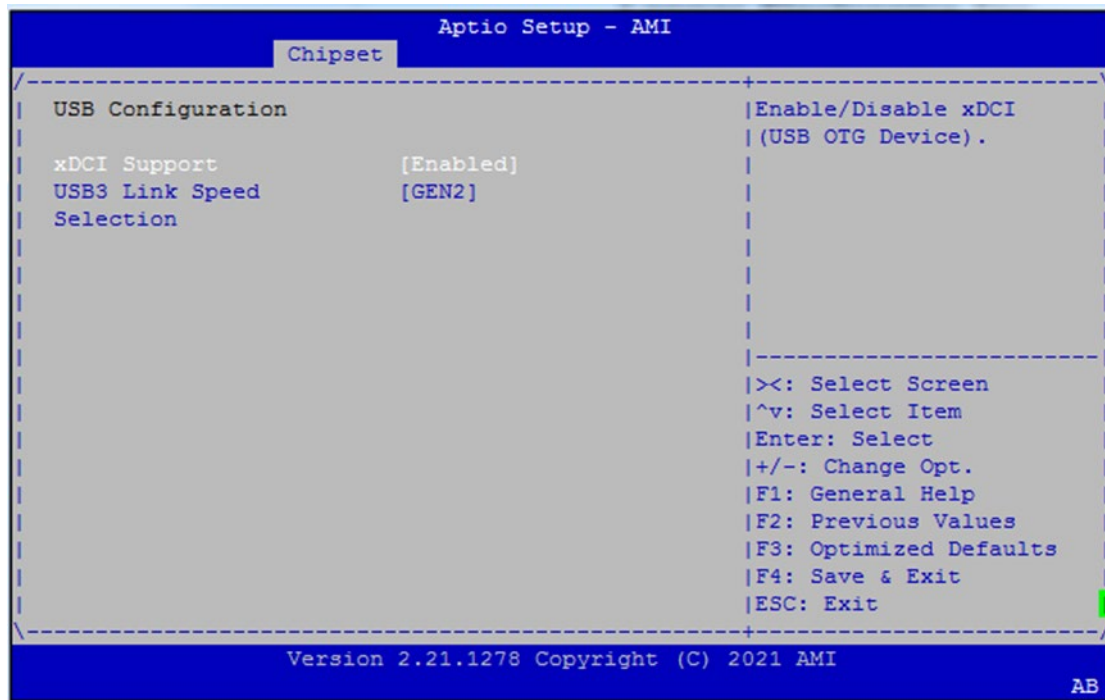 Aptio Setup - AMI
Chipset
USB Configuration
xDCI Support [Enabled]
USB3 Link Speed [GEN2]
Selection
Enable/Disable xDCI
(USB OTG Device).
><: Select Screen
^v: Select Item
Enter: Select
+/-: Change Opt.
F1: General Help
F2: Previous Values
F3: Optimized Defaults
F4: Save & Exit
ESC: Exit
Version 2.21.1278 Copyright (C) 2021 AMI
AB